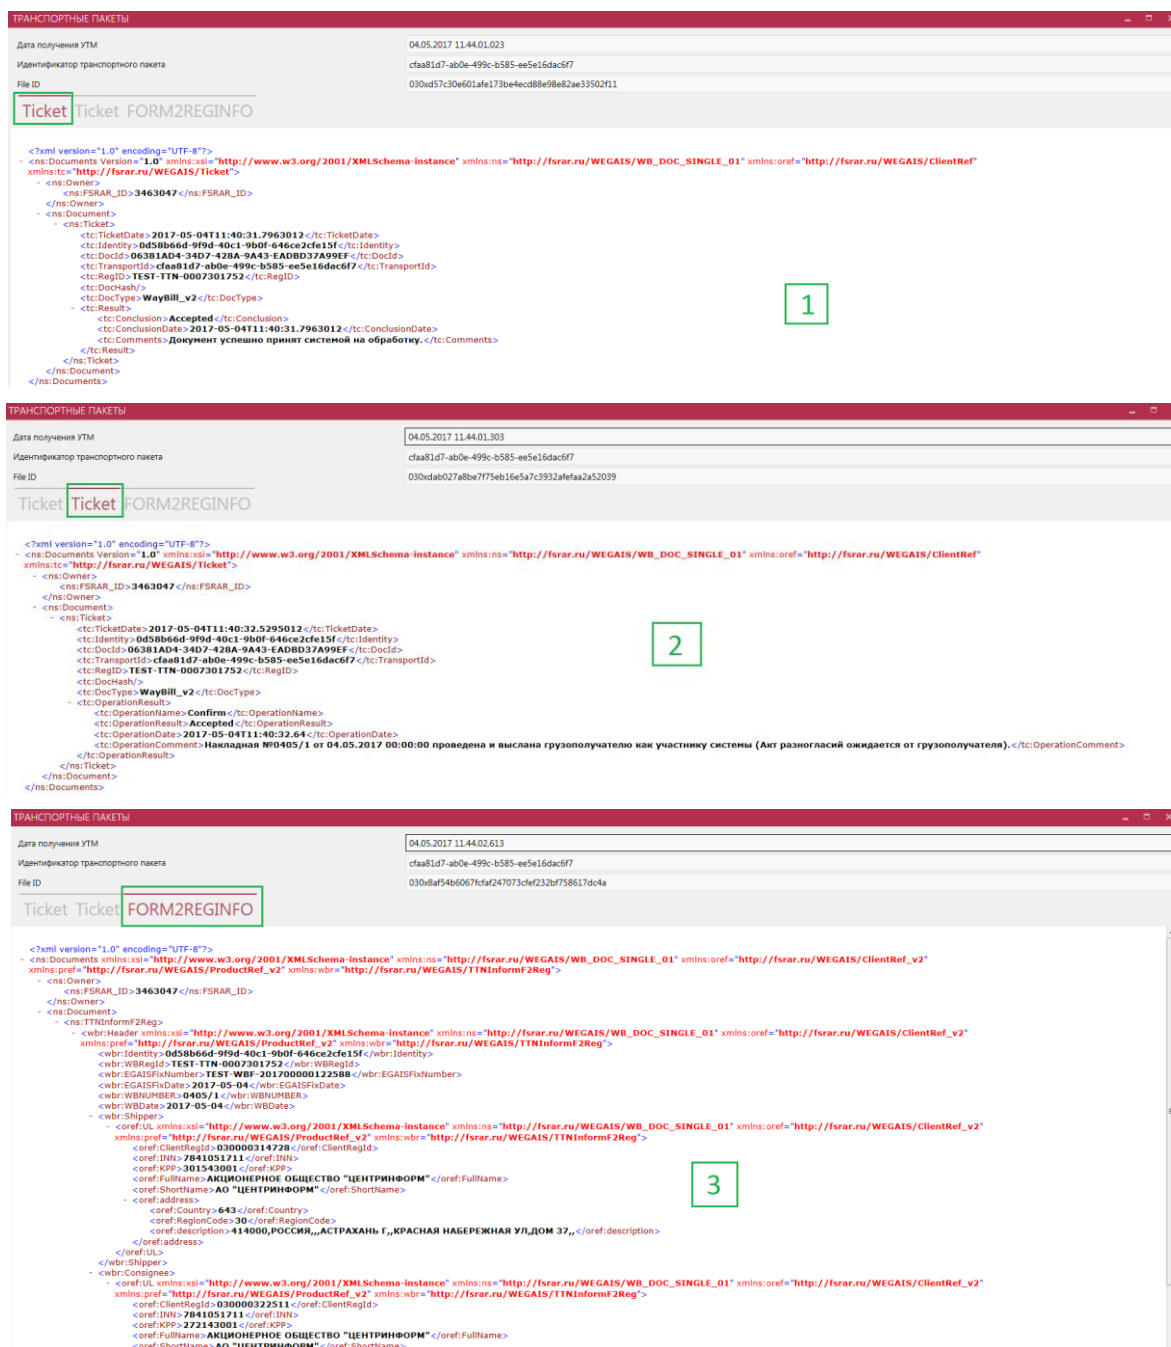 ТРАНСПОРТНЫЕ ПАКЕТЫ
Дата получения УТМ 04.05.2017 11.44.01.023
Идентификатор транспортного пакета cfaa81d7-ab0e-499c-b585-ee5e16dac6f7
File ID 030xd57c30e601afe173be4ecd88e98e82ae33502f11
Ticket Ticket FORM2REGINFO
<?xml version="1.0" encoding="UTF-8"?>
- <ns:Documents Version="1.0" xmlns:xsi="http://www.w3.org/2001/XMLSchema-instance" xmlns:ns="http://fsrar.ru/WEGAIS/WB_DOC_SINGLE_01" xmlns:oref="http://fsrar.ru/WEGAIS/ClientRef"
xmlns:tc="http://fsrar.ru/WEGAIS/Ticket">
- <ns:Owner>
<ns:FSRAR_ID>3463047</ns:FSRAR_ID>
</ns:Owner>
- <ns:Document>
- <ns:Ticket>
<tc:TicketDate>2017-05-04T11:40:31.7963012</tc:TicketDate>
<tc:Identity>0d58b66d-9f9d-40c1-9b0f-646ce2cfe15f</tc:Identity>
<tc:DocId>06381AD4-34D7-428A-9A43-EADBD37A99EF</tc:DocId>
<tc:TransportId>cfaa81d7-ab0e-499c-b585-ee5e16dac6f7</tc:TransportId>
<tc:RegID>TEST-TTN-0007301752</tc:RegID>
<tc:DocHash/>
<tc:DocType>WayBill_v2</tc:DocType>
- <tc:Result>
<tc:Conclusion>Accepted</tc:Conclusion>
<tc:ConclusionDate>2017-05-04T11:40:31.7963012</tc:ConclusionDate>
<tc:Comments>Документ успешно принят системой на обработку.</tc:Comments>
</tc:Result>
</ns:Ticket>
</ns:Document>
</ns:Documents>
1
ТРАНСПОРТНЫЕ ПАКЕТЫ
Дата получения УТМ 04.05.2017 11.44.01.303
Идентификатор транспортного пакета cfaa81d7-ab0e-499c-b585-ee5e16dac6f7
File ID 030xdab027a8be7f75eb16e5a7c3932afefaa2a52039
Ticket Ticket FORM2REGINFO
<?xml version="1.0" encoding="UTF-8"?>
- <ns:Documents Version="1.0" xmlns:xsi="http://www.w3.org/2001/XMLSchema-instance" xmlns:ns="http://fsrar.ru/WEGAIS/WB_DOC_SINGLE_01" xmlns:oref="http://fsrar.ru/WEGAIS/ClientRef"
xmlns:tc="http://fsrar.ru/WEGAIS/Ticket">
- <ns:Owner>
<ns:FSRAR_ID>3463047</ns:FSRAR_ID>
</ns:Owner>
- <ns:Document>
- <ns:Ticket>
<tc:TicketDate>2017-05-04T11:40:32.5295012</tc:TicketDate>
<tc:Identity>0d58b66d-9f9d-40c1-9b0f-646ce2cfe15f</tc:Identity>
<tc:DocId>06381AD4-34D7-428A-9A43-EADBD37A99EF</tc:DocId>
<tc:TransportId>cfaa81d7-ab0e-499c-b585-ee5e16dac6f7</tc:TransportId>
<tc:RegID>TEST-TTN-0007301752</tc:RegID>
<tc:DocHash/>
<tc:DocType>WayBill_v2</tc:DocType>
- <tc:OperationResult>
<tc:OperationName>Confirm</tc:OperationName>
<tc:OperationResult>Accepted</tc:OperationResult>
<tc:OperationDate>2017-05-04T11:40:32.64</tc:OperationDate>
<tc:OperationComment>Накладная №0405/1 от 04.05.2017 00:00:00 проведена и выслана грузополучателю как участнику системы (Акт разногласий ожидается от грузополучателя).</tc:OperationComment>
</tc:OperationResult>
</ns:Ticket>
</ns:Document>
</ns:Documents>
2
ТРАНСПОРТНЫЕ ПАКЕТЫ
Дата получения УТМ 04.05.2017 11.44.02.613
Идентификатор транспортного пакета cfaa81d7-ab0e-499c-b585-ee5e16dac6f7
File ID 030x8af54b6067fcfaf247073cfef232bf758617dc4a
Ticket Ticket FORM2REGINFO
<?xml version="1.0" encoding="UTF-8"?>
- <ns:Documents xmlns:xsi="http://www.w3.org/2001/XMLSchema-instance" xmlns:ns="http://fsrar.ru/WEGAIS/WB_DOC_SINGLE_01" xmlns:oref="http://fsrar.ru/WEGAIS/ClientRef_v2"
xmlns:pref="http://fsrar.ru/WEGAIS/ProductRef_v2" xmlns:wbr="http://fsrar.ru/WEGAIS/TTNInformF2Reg">
- <ns:Owner>
<ns:FSRAR_ID>3463047</ns:FSRAR_ID>
</ns:Owner>
- <ns:Document>
- <ns:TTNInformF2Reg>
- <wbr:Header xmlns:xsi="http://www.w3.org/2001/XMLSchema-instance" xmlns:ns="http://fsrar.ru/WEGAIS/WB_DOC_SINGLE_01" xmlns:oref="http://fsrar.ru/WEGAIS/ClientRef_v2"
xmlns:pref="http://fsrar.ru/WEGAIS/ProductRef_v2" xmlns:wbr="http://fsrar.ru/WEGAIS/TTNInformF2Reg">
<wbr:Identity>0d58b66d-9f9d-40c1-9b0f-646ce2cfe15f</wbr:Identity>
<wbr:WBRegId>TEST-TTN-0007301752</wbr:WBRegId>
<wbr:EGAISFixNumber>TEST-WBF-201700000122588</wbr:EGAISFixNumber>
<wbr:EGAISFixDate>2017-05-04</wbr:EGAISFixDate>
<wbr:WBNUMBER>0405/1</wbr:WBNUMBER>
<wbr:WBDate>2017-05-04</wbr:WBDate>
- <wbr:Shipper>
- <oref:UL xmlns:xsi="http://www.w3.org/2001/XMLSchema-instance" xmlns:ns="http://fsrar.ru/WEGAIS/WB_DOC_SINGLE_01" xmlns:oref="http://fsrar.ru/WEGAIS/ClientRef_v2"
xmlns:pref="http://fsrar.ru/WEGAIS/ProductRef_v2" xmlns:wbr="http://fsrar.ru/WEGAIS/TTNInformF2Reg">
<oref:ClientRegId>030000314728</oref:ClientRegId>
<oref:INN>7841051711</oref:INN>
<oref:KPP>301543001</oref:KPP>
<oref:FullName>АКЦИОНЕРНОЕ ОБЩЕСТВО "ЦЕНТРИНФОРМ"</oref:FullName>
<oref:ShortName>АО "ЦЕНТРИНФОРМ"</oref:ShortName>
- <oref:address>
<oref:Country>643</oref:Country>
<oref:RegionCode>30</oref:RegionCode>
<oref:description>414000,РОССИЯ,,,АСТРАХАНЬ Г,,КРАСНАЯ НАБЕРЕЖНАЯ УЛ,ДОМ 37,,</oref:description>
</oref:address>
</oref:UL>
</wbr:Shipper>
- <wbr:Consignee>
- <oref:UL xmlns:xsi="http://www.w3.org/2001/XMLSchema-instance" xmlns:ns="http://fsrar.ru/WEGAIS/WB_DOC_SINGLE_01" xmlns:oref="http://fsrar.ru/WEGAIS/ClientRef_v2"
xmlns:pref="http://fsrar.ru/WEGAIS/ProductRef_v2" xmlns:wbr="http://fsrar.ru/WEGAIS/TTNInformF2Reg">
<oref:ClientRegId>030000322511</oref:ClientRegId>
<oref:INN>7841051711</oref:INN>
<oref:KPP>272143001</oref:KPP>
<oref:FullName>АКЦИОНЕРНОЕ ОБЩЕСТВО "ЦЕНТРИНФОРМ"</oref:FullName>
<oref:ShortName>АО "ЦЕНТРИНФОРМ"</oref:ShortName>
3